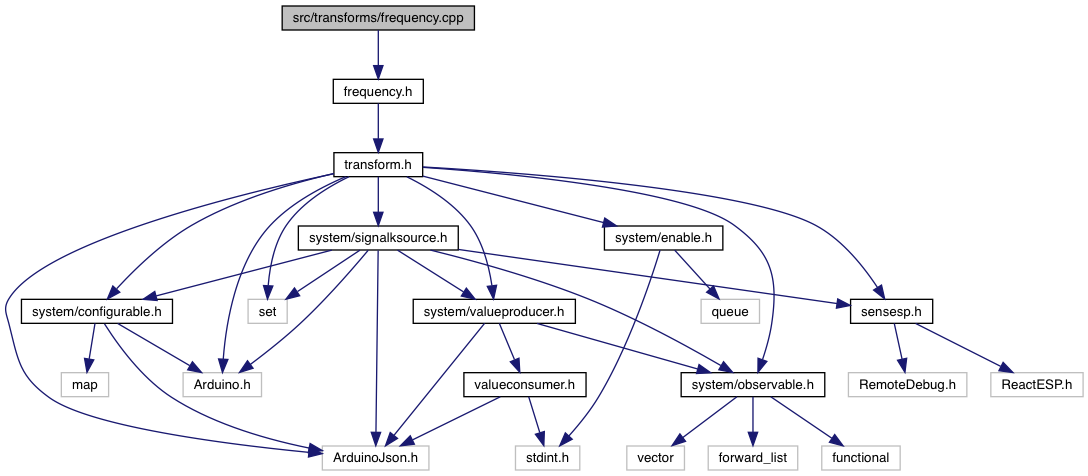 src/transforms/frequency.cpp
frequency.h
transform.h
system/signalksource.h
system/enable.h
system/configurable.h
set
system/valueproducer.h
queue
sensesp.h
map
Arduino.h
valueconsumer.h
system/observable.h
RemoteDebug.h
ReactESP.h
ArduinoJson.h
stdint.h
vector
forward_list
functional